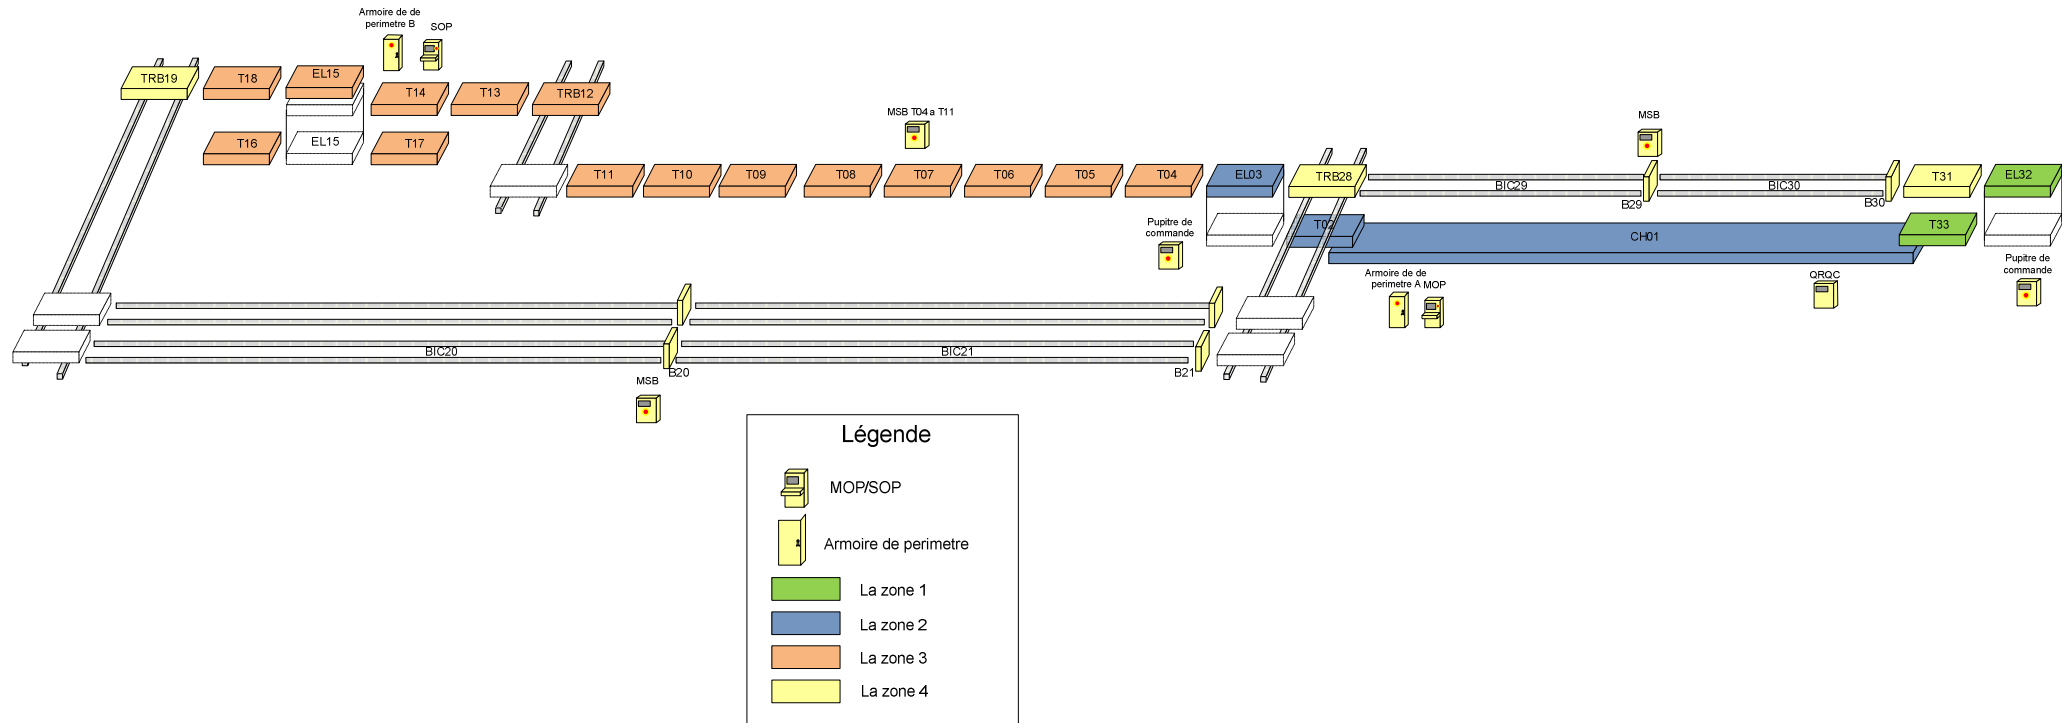 Armoire de de
perimetre B
SOP
TRB19
T18
EL15
T14
T13
TRB12
T16
EL15
T17
MSB T04 a T11
MSB
T11
T10
T09
T08
T07
T06
T05
T04
EL03
TRB28
BIC29
B29
BIC30
B30
T31
EL32
Pupitre de
commande
T02
CH01
T33
Armoire de de
perimetre A
MOP
QRQC
Pupitre de
commande
BIC20
B20
BIC21
B21
MSB
Légende
MOP/SOP
Armoire de perimetre
La zone 1
La zone 2
La zone 3
La zone 4